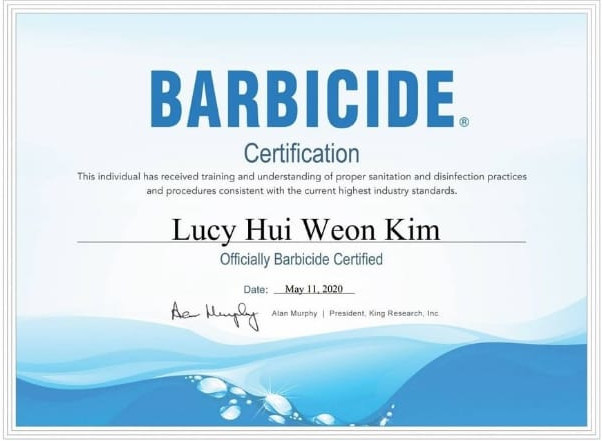 BARBICIDE®
Certification
This individual has received training and understanding of proper sanitation and disinfection practices
and procedures consistent with the current highest industry standards.
Lucy Hui Weon Kim
Officially Barbicide Certified
Date: May 11, 2020
Alan Murphy Alan Murphy | President, King Research, Inc.